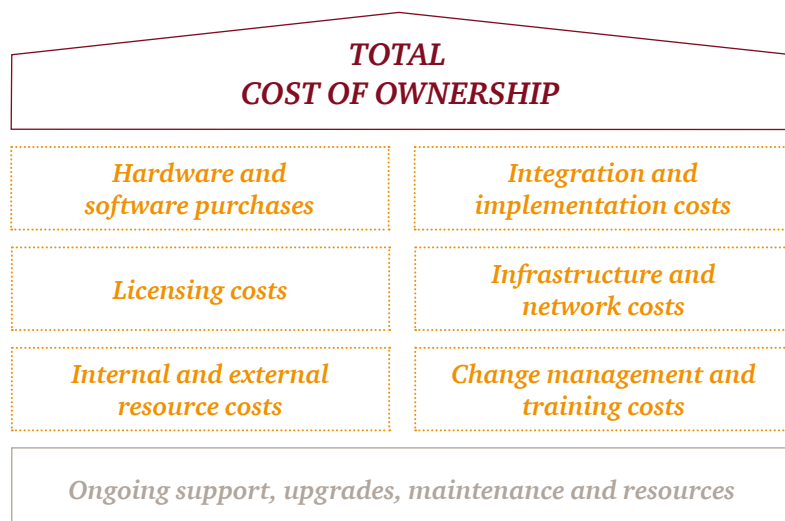 TOTAL
COST OF OWNERSHIP
Hardware and
software purchases
Integration and
implementation costs
Licensing costs
Infrastructure and
network costs
Internal and external
resource costs
Change management and
training costs
Ongoing support, upgrades, maintenance and resources